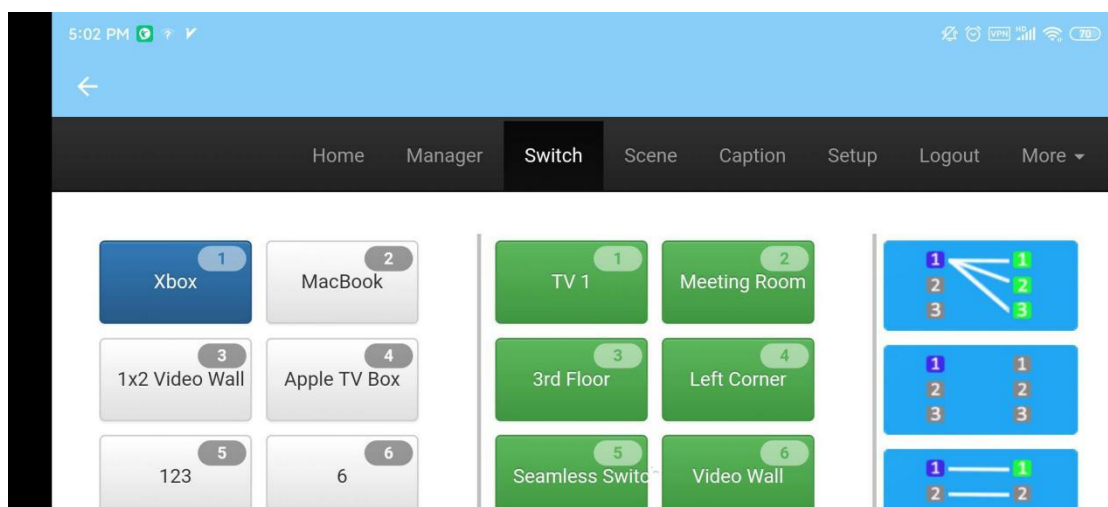 5:02 PM
VPN HD 70
Home Manager Switch Scene Caption Setup Logout More
1 2 1 2
Xbox MacBook TV 1 Meeting Room
1 1
2 2
3 3
3 4 3 4
1x2 Video Wall Apple TV Box 3rd Floor Left Corner
1 1
2 2
3 3
5 6 5 6
123 6 Seamless Switc Video Wall
1 1
2 2